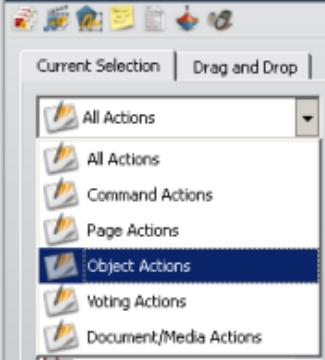 Current Selection Drag and Drop
All Actions
All Actions
Command Actions
Page Actions
Object Actions
Voting Actions
Document/Media Actions